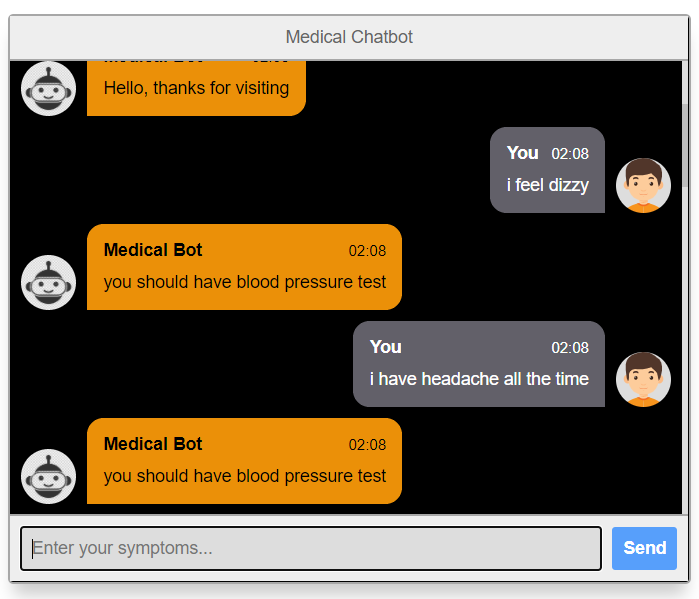 Medical Chatbot
Medical Bot
Hello, thanks for visiting
You 02:08
i feel dizzy
Medical Bot 02:08
you should have blood pressure test
You 02:08
i have headache all the time
Medical Bot 02:08
you should have blood pressure test
Enter your symptoms...
Send